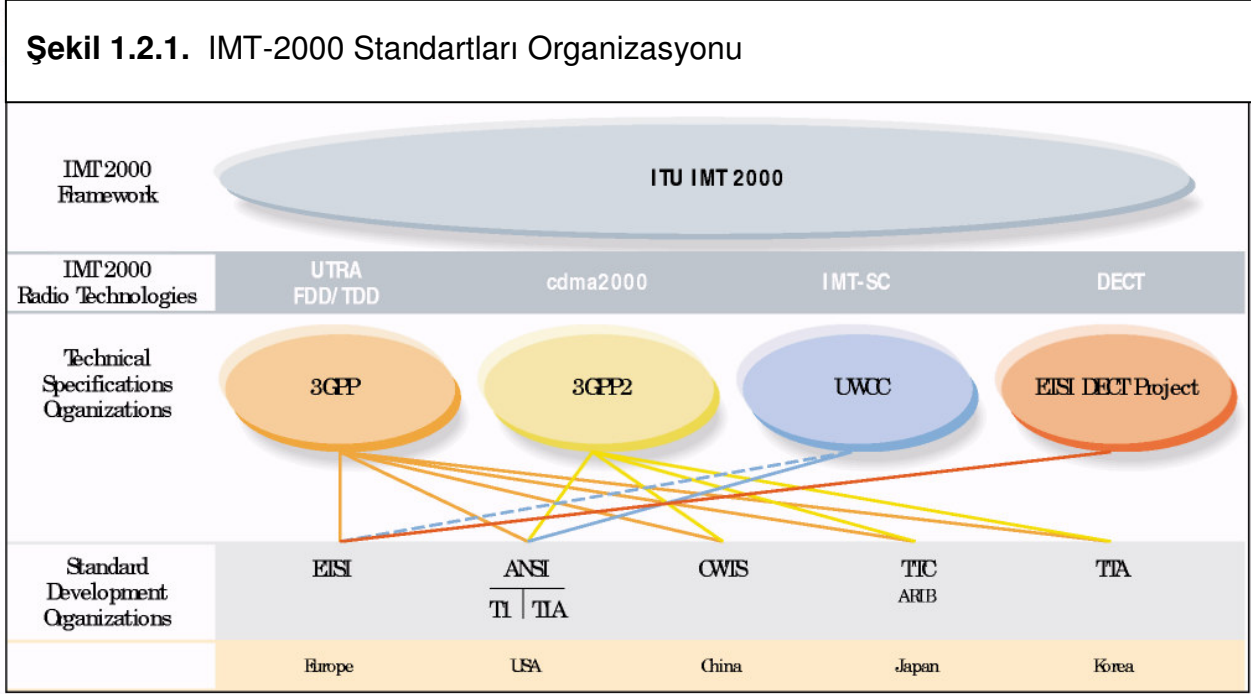 Şekil 1.2.1. IMT-2000 Standartları Organizasyonu
IMT 2000
Framework
ITU IMT 2000
IMT 2000
Radio Technologies
UTRA
FDD/TDD
cdma2000
IMT-SC
DECT
Technical
Specifications
Organizations
3GPP
3GPP2
UWCC
ETSI DECT Project
Standard
Development
Organizations
ETSI
ANSI
T1 TIA
CWTS
TTC
ARIB
TTA
Europe
USA
China
Japan
Korea